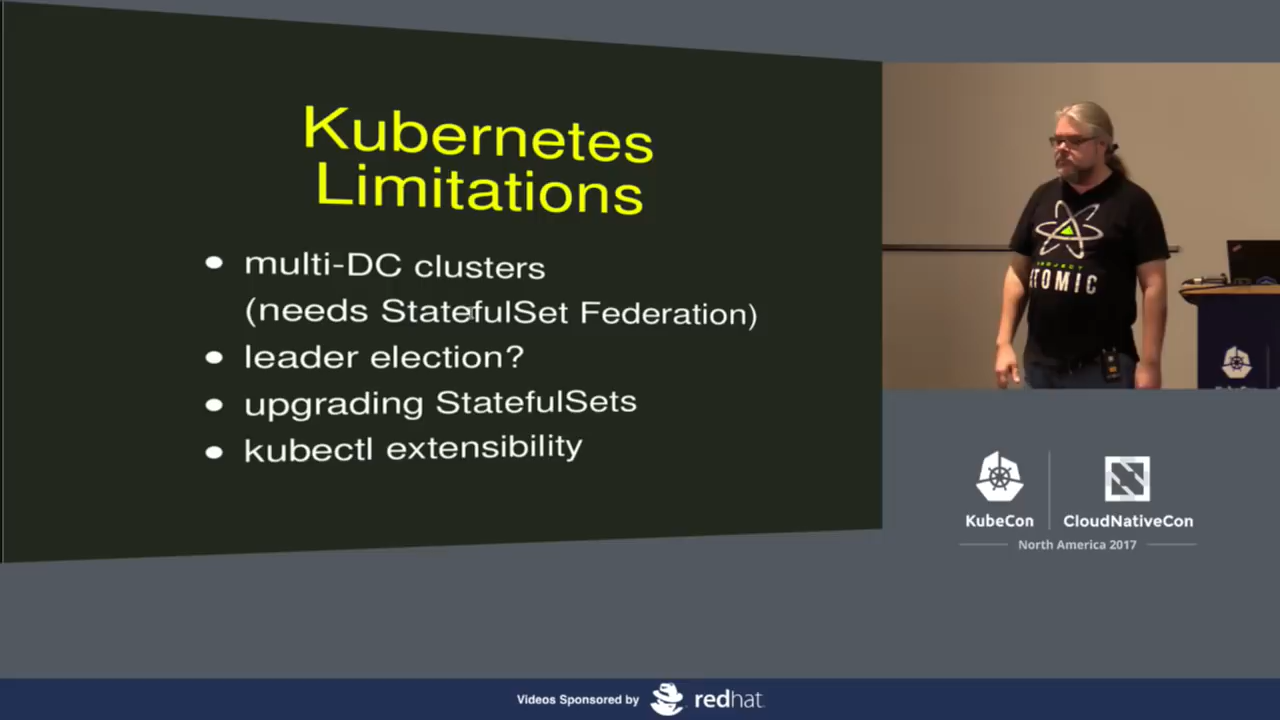 Kubernetes
Limitations
multi-DC clusters
(needs StatefulSet Federation)
leader election?
upgrading StatefulSets
kubectl extensibility
PROJECT
ATOMIC
KubeCon
CloudNativeCon
North America 2017
Videos Sponsored by redhat.